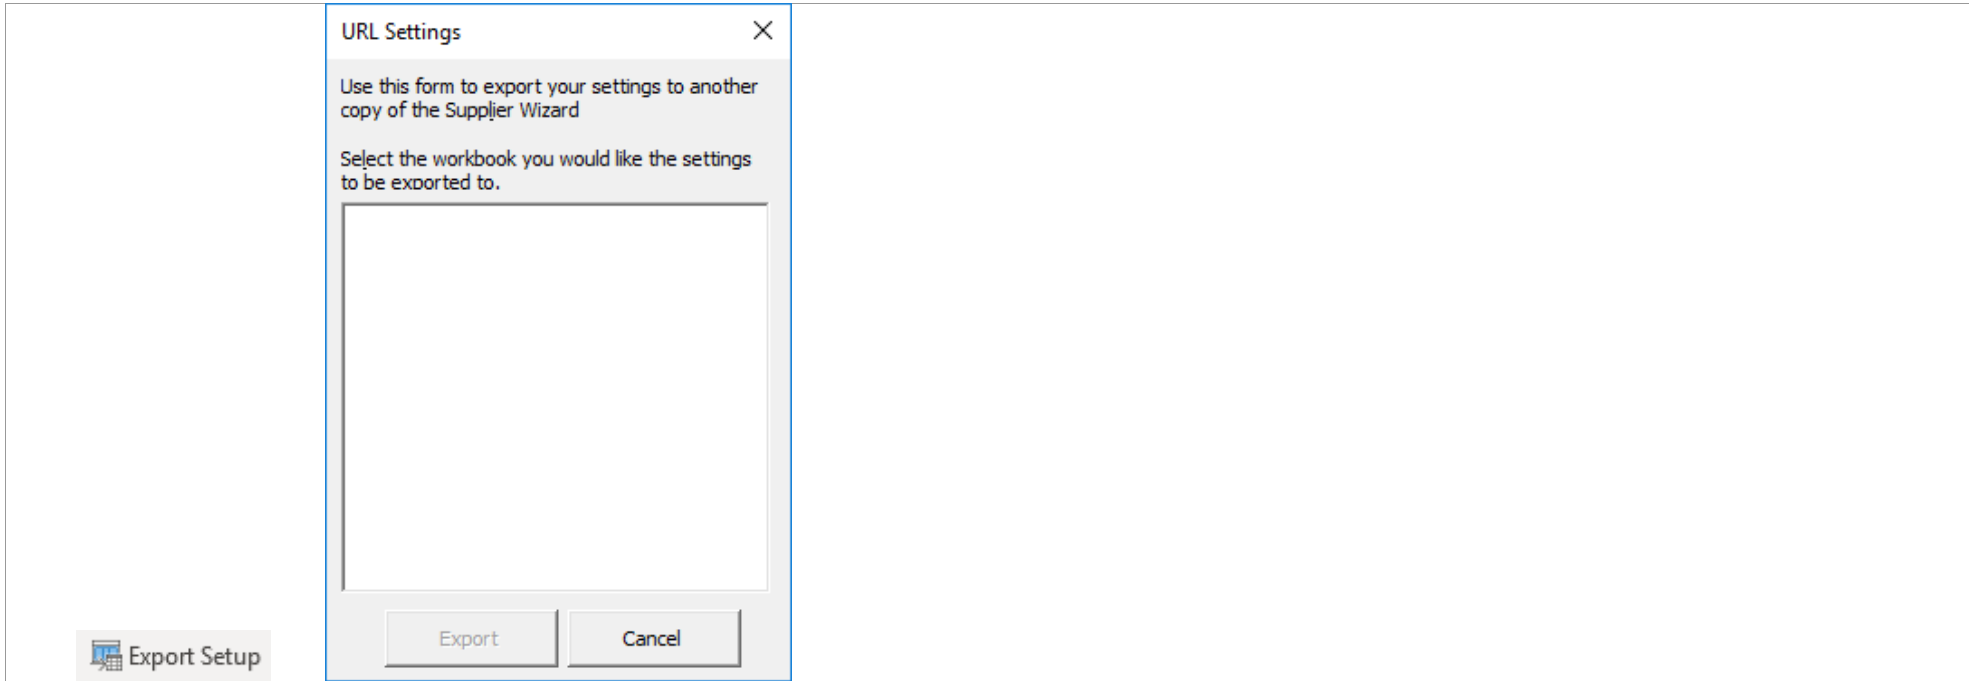 URL Settings
Use this form to export your settings to another
copy of the Supplier Wizard
Select the workbook you would like the settings
to be exported to.
Export
Cancel
Export Setup